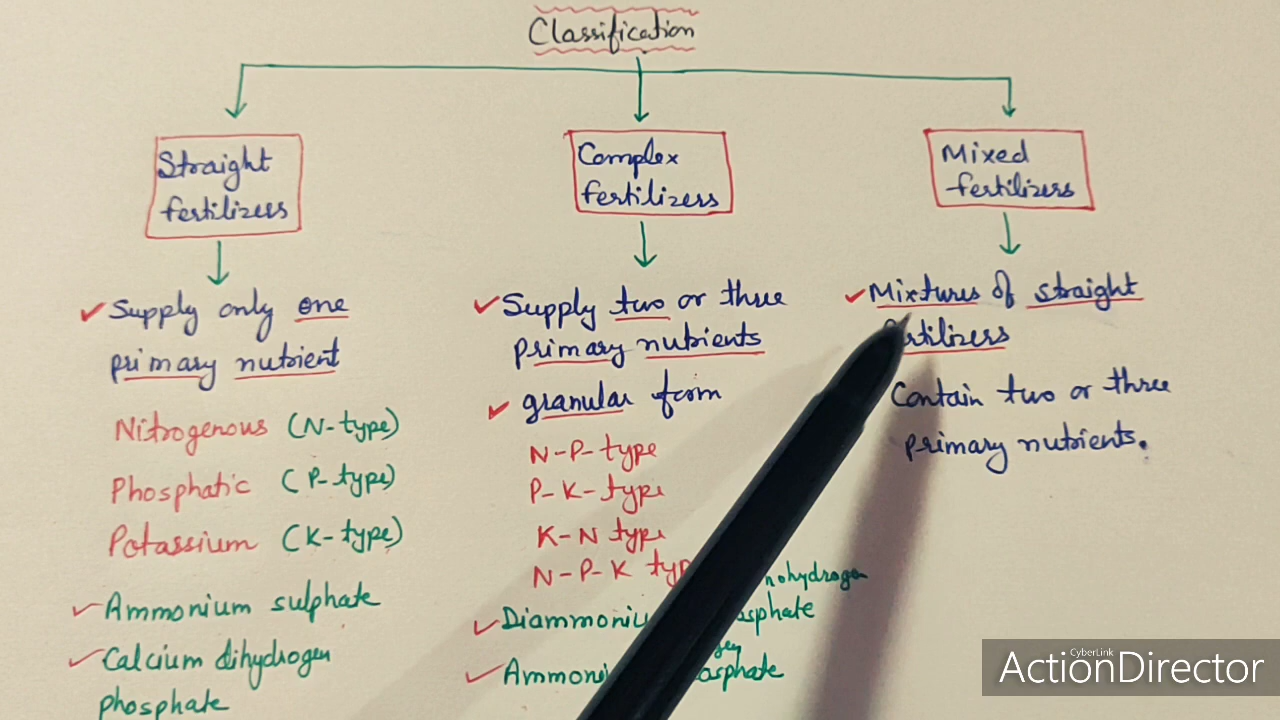 Classification
Straight
fertilizers
Supply only one
primary nutrient
Nitrogenous (N-type)
Phosphatic (P-type)
Potassium (K-type)
Ammonium sulphate
Calcium dihydrogen
phosphate
Complex
fertilizers
Supply two or three
primary nutrients
granular form
N-P-type
P-K-type
K-N type
N-P-K
Mixed
fertilizers
Mixtures of straight
Contain two or three
primary nutrients.
CyberLink
ActionDirector